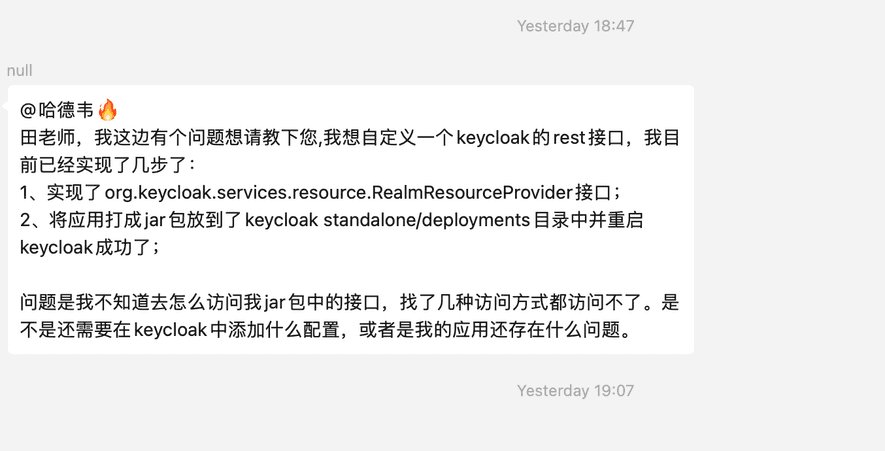 Yesterday 18:47
null
@哈德韦🔥
田老师，我这边有个问题想请教下您,我想自定义一个keycloak的rest接口，我目
前已经实现了几步了：
1、实现了org.keycloak.services.resource.RealmResourceProvider接口；
2、将应用打成jar包放到了keycloak standalone/deployments目录中并重启
keycloak成功了；
问题是我不知道去怎么访问我jar包中的接口，找了几种访问方式都访问不了。是
不是还需要在keycloak中添加什么配置，或者是我的应用还存在什么问题。
Yesterday 19:07